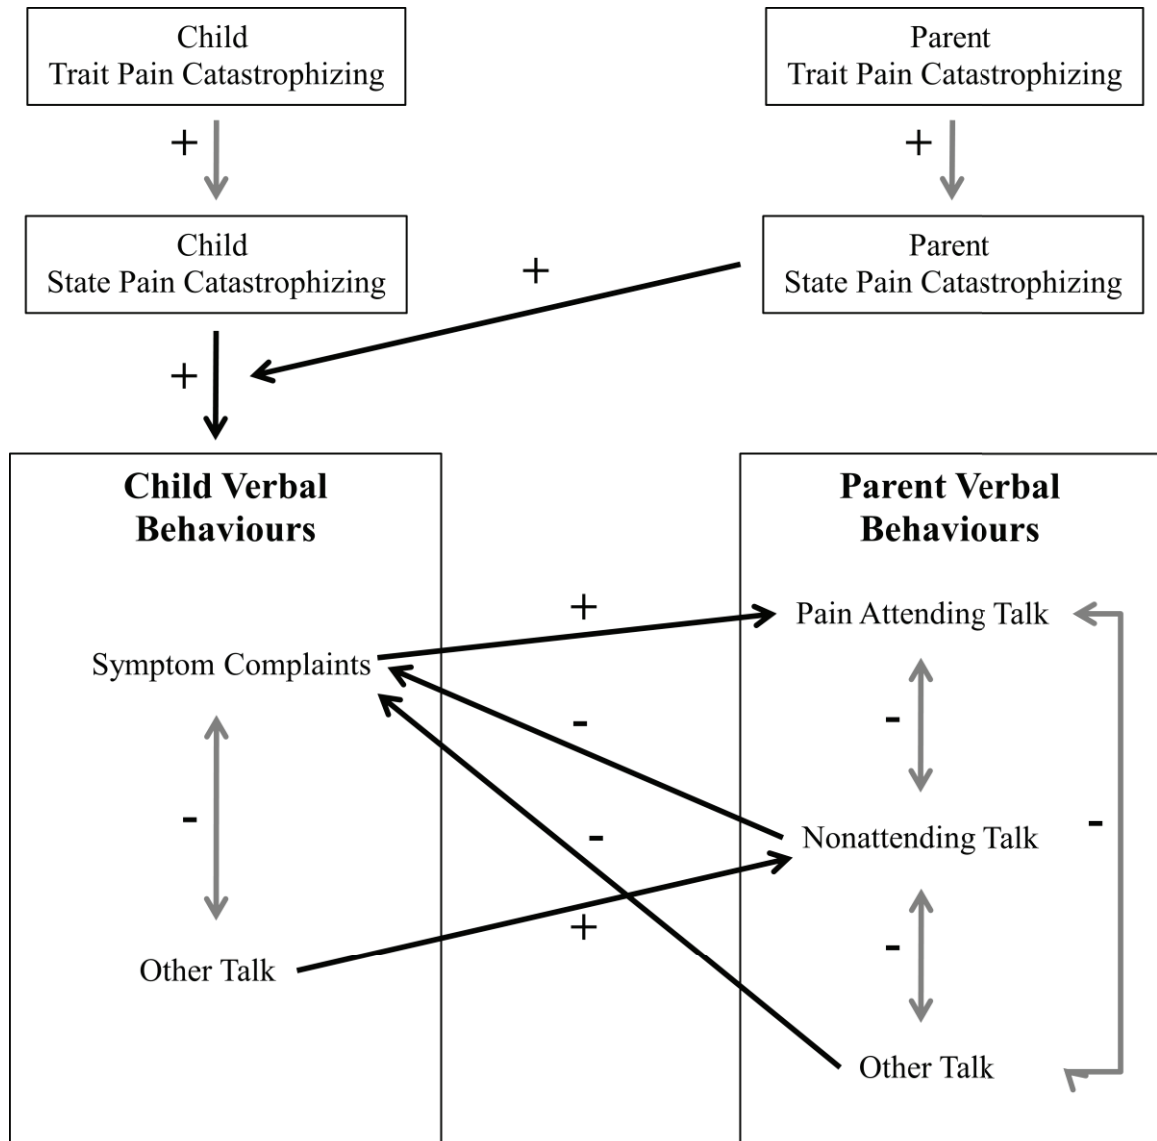 Child
Trait Pain Catastrophizing
Parent
Trait Pain Catastrophizing
+
+
Child
State Pain Catastrophizing
+
Parent
State Pain Catastrophizing
+
Child Verbal
Behaviours
Parent Verbal
Behaviours
+
Pain Attending Talk
Symptom Complaints
-
-
-
-
Nonattending Talk
-
+
-
Other Talk
Other Talk